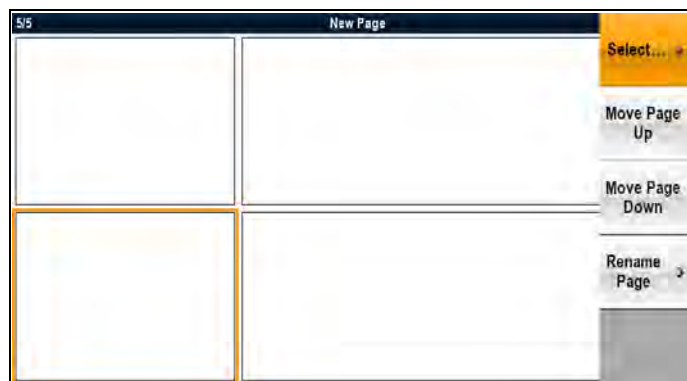 5/5
New Page
Select...
Move Page
Up
Move Page
Down
Rename
Page